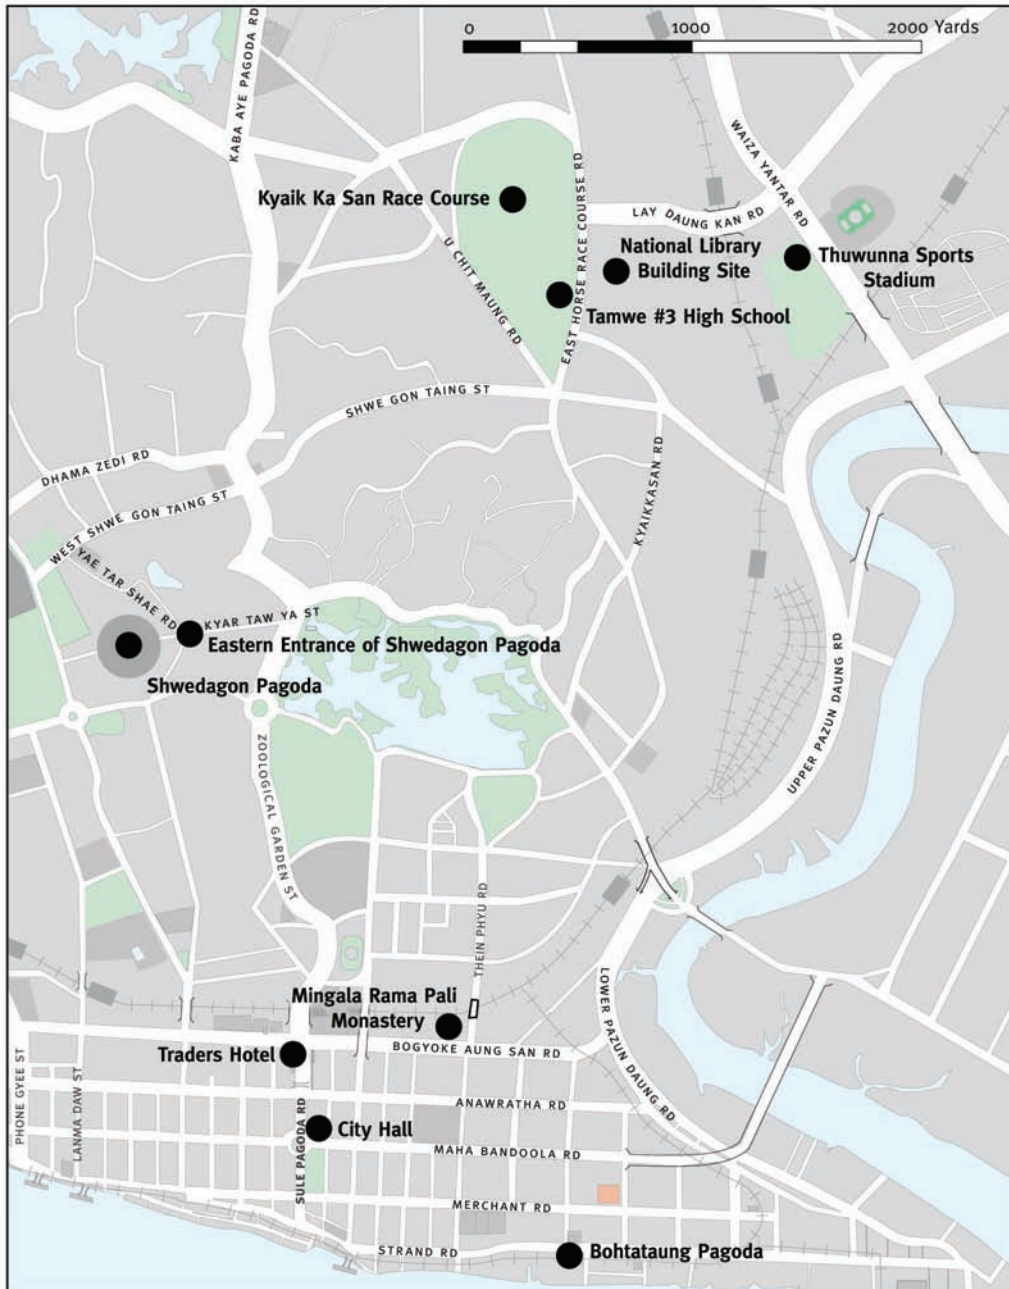 0 1000 2000 Yards
KABA AYE PAGODA RD
WAIZA YANTAR RD
Kyaik Ka San Race Course
EAST HORSE RACE COURSE RD
LAY DAUNG KAN RD
U CHIT MAUNG RD
National Library
Building Site
Thuwunna Sports
Stadium
Tamwe #3 High School
SHWE GON TAING ST
DHAMA ZEDI RD
WEST SHWE GON TAING ST
KYAIKKASAN RD
YAE TAR SHAE RD
KYAR TAW YA ST
Eastern Entrance of Shwedagon Pagoda
Shwedagon Pagoda
UPPER PAZUN DAUNG RD
ZOOLOGICAL GARDEN ST
THEIN PHYU RD
LOWER PAZUN DAUNG RD
Mingala Rama Pali
Monastery
Traders Hotel
BOGYOKE AUNG SAN RD
PHONE GYEE ST
LANMA DAW ST
ANAWRATHA RD
SULE PAGODA RD
City Hall
MAHA BANDOOLA RD
MERCHANT RD
STRAND RD
Bohtataung Pagoda